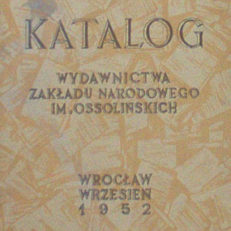 KATALOG
WYDAWNICTWA
ZAKŁADU NARODOWEGO
IM. OSSOLIŃSKICH
WROCŁAW
WRZESIEŃ
1952